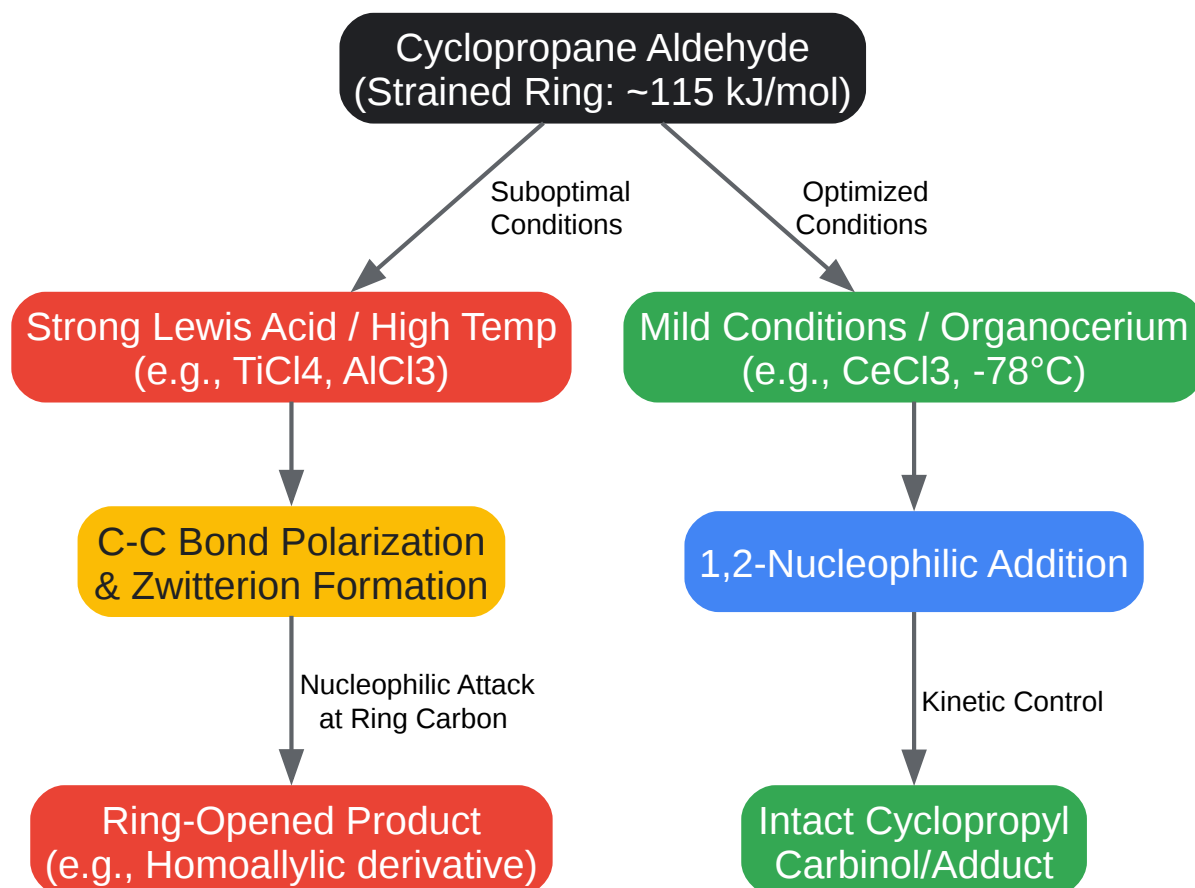 Cyclopropane Aldehyde
(Strained Ring: ~115 kJ/mol)
Suboptimal
Conditions
Optimized
Conditions
Strong Lewis Acid / High Temp
(e.g., TiCl4, AlCl3)
Mild Conditions / Organocerium
(e.g., CeCl3, -78°C)
C-C Bond Polarization
& Zwitterion Formation
1,2-Nucleophilic Addition
Nucleophilic Attack
at Ring Carbon
Kinetic Control
Ring-Opened Product
(e.g., Homoallylic derivative)
Intact Cyclopropyl
Carbinol/Adduct